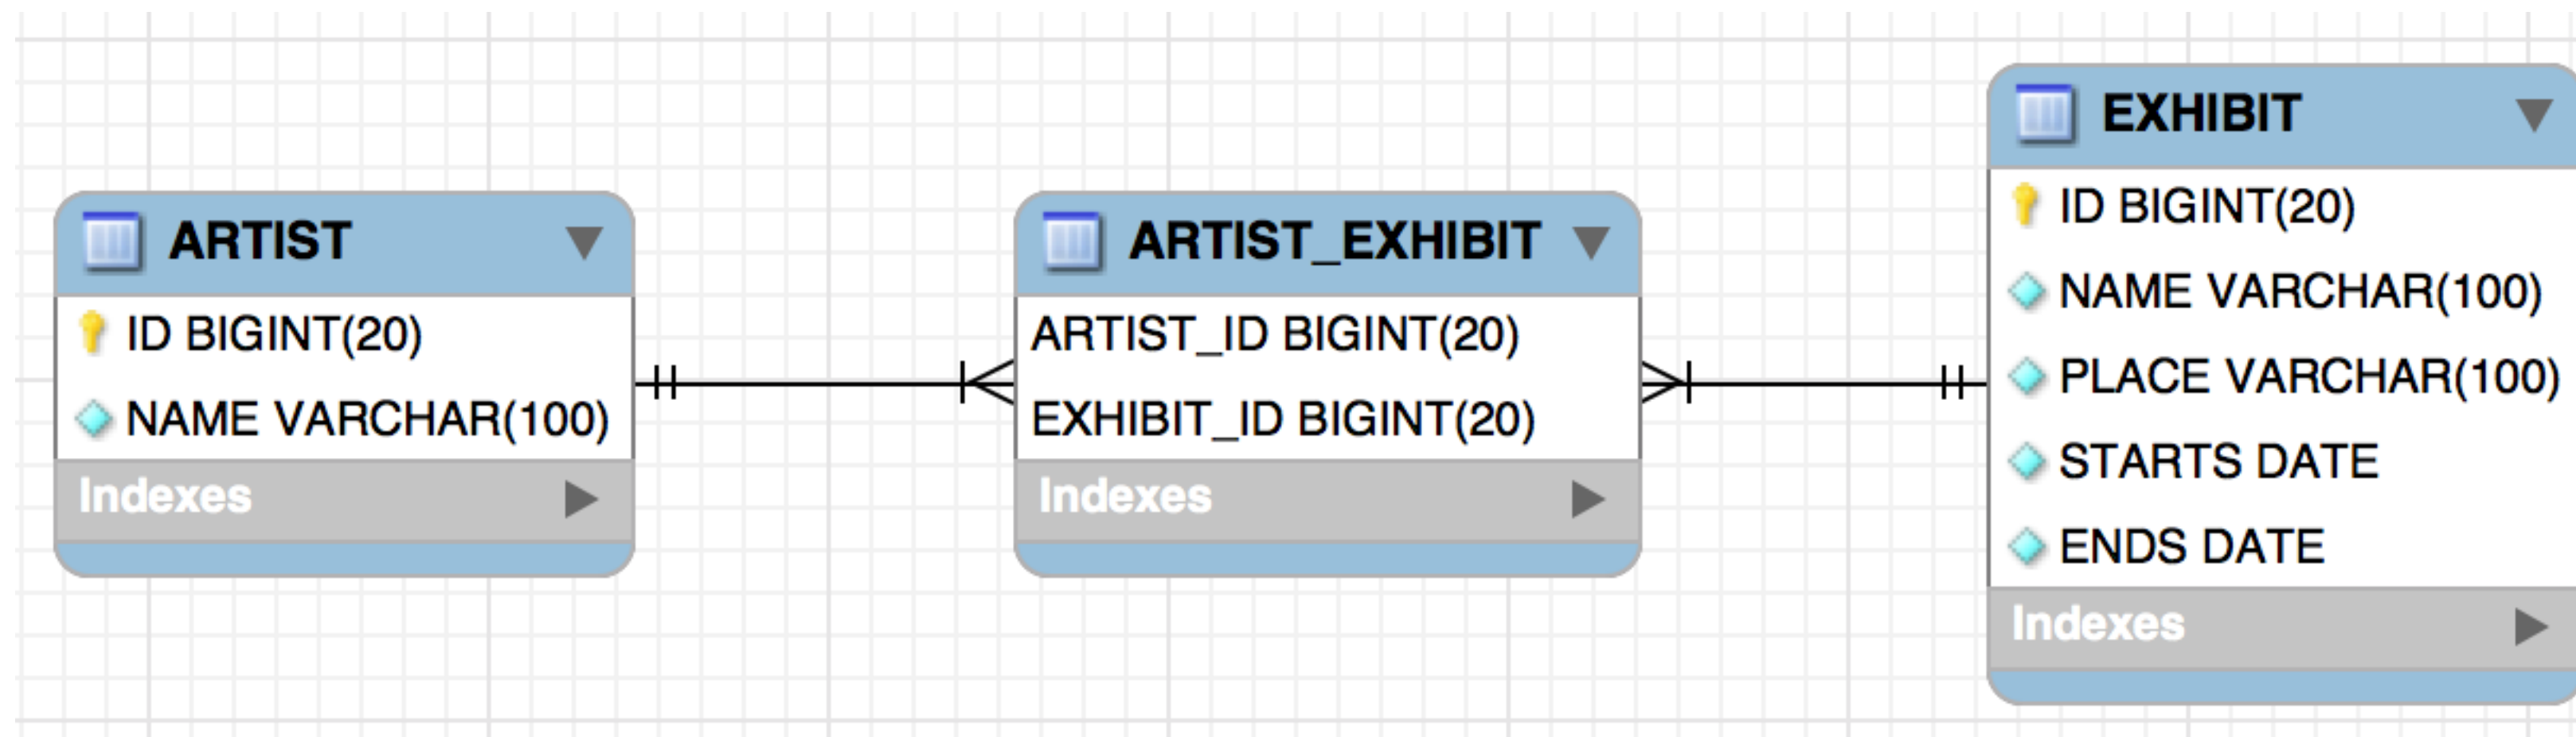 ARTIST
ID BIGINT(20)
NAME VARCHAR(100)
Indexes
ARTIST_EXHIBIT
ARTIST_ID BIGINT(20)
EXHIBIT_ID BIGINT(20)
Indexes
EXHIBIT
ID BIGINT(20)
NAME VARCHAR(100)
PLACE VARCHAR(100)
STARTS DATE
ENDS DATE
Indexes